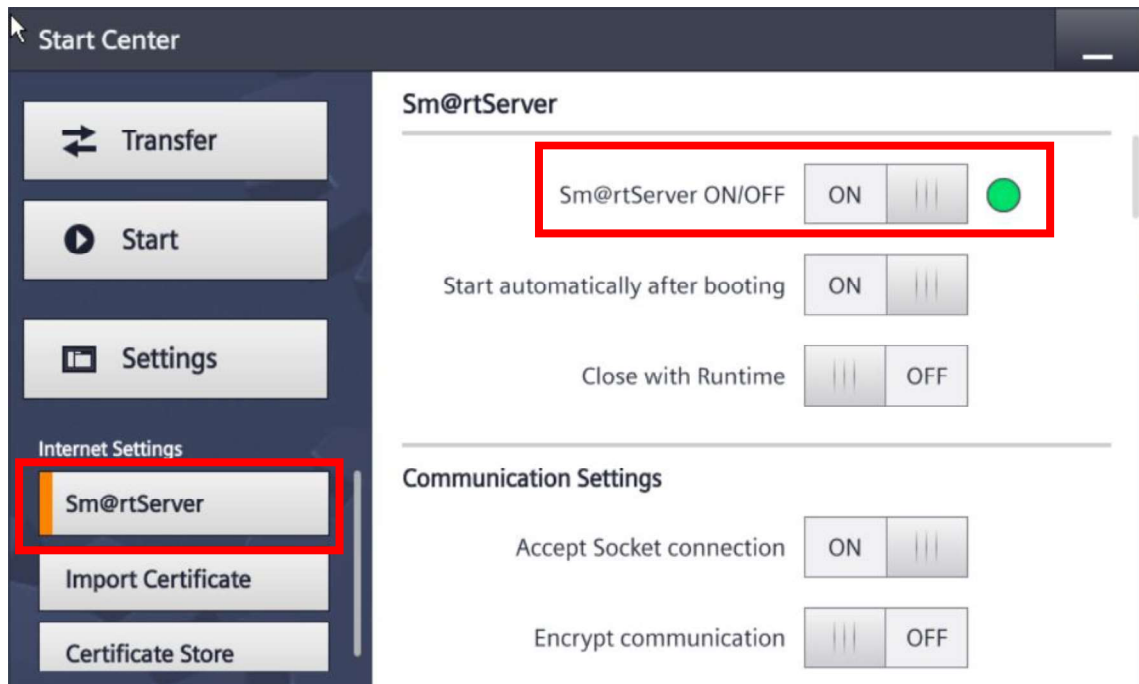 Start Center
Transfer
Start
Settings
Internet Settings
Sm@rtServer
Import Certificate
Certificate Store
Sm@rtServer
Sm@rtServer ON/OFF ON
Start automatically after booting ON
Close with Runtime OFF
Communication Settings
Accept Socket connection ON
Encrypt communication OFF